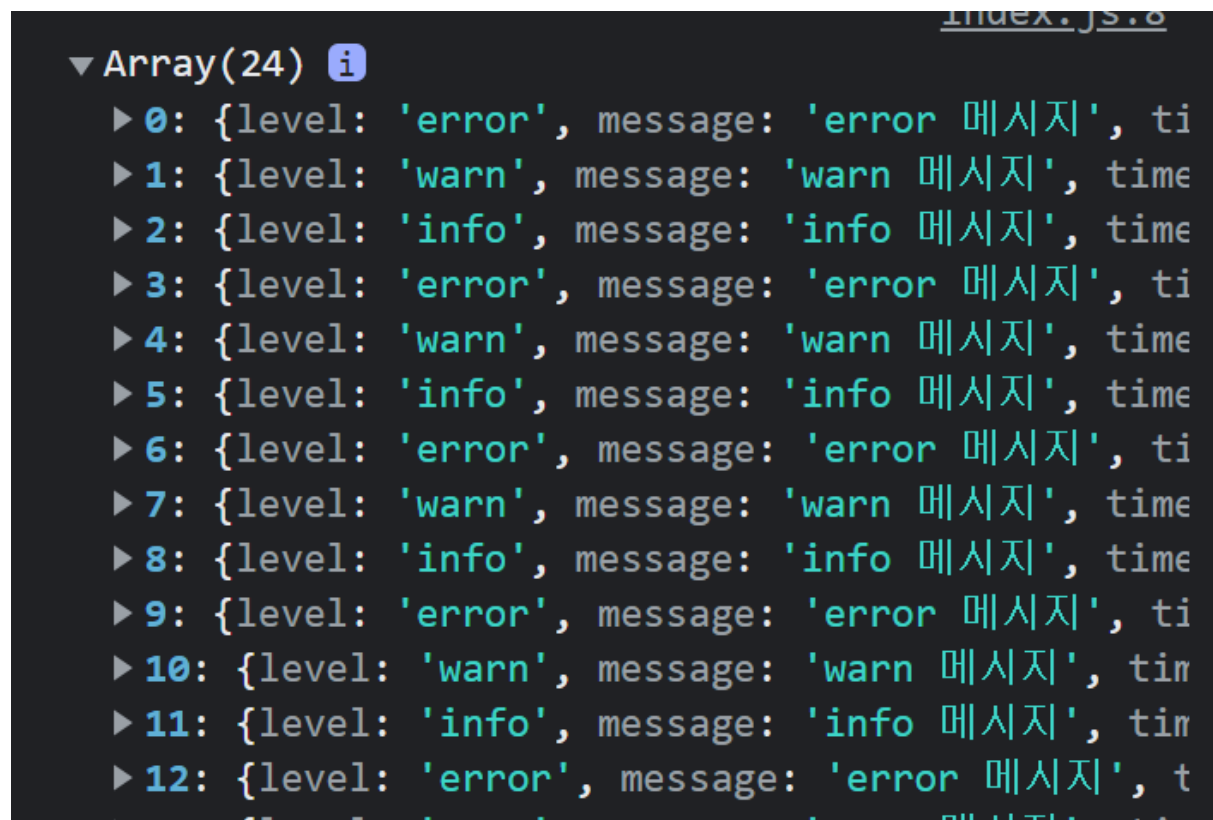 index.js:8
▼Array(24) i
▶0: {level: 'error', message: 'error 메시지', ti
▶1: {level: 'warn', message: 'warn 메시지', time
▶2: {level: 'info', message: 'info 메시지', time
▶3: {level: 'error', message: 'error 메시지', ti
▶4: {level: 'warn', message: 'warn 메시지', time
▶5: {level: 'info', message: 'info 메시지', time
▶6: {level: 'error', message: 'error 메시지', ti
▶7: {level: 'warn', message: 'warn 메시지', time
▶8: {level: 'info', message: 'info 메시지', time
▶9: {level: 'error', message: 'error 메시지', ti
▶10: {level: 'warn', message: 'warn 메시지', tim
▶11: {level: 'info', message: 'info 메시지', tim
▶12: {level: 'error', message: 'error 메시지', t